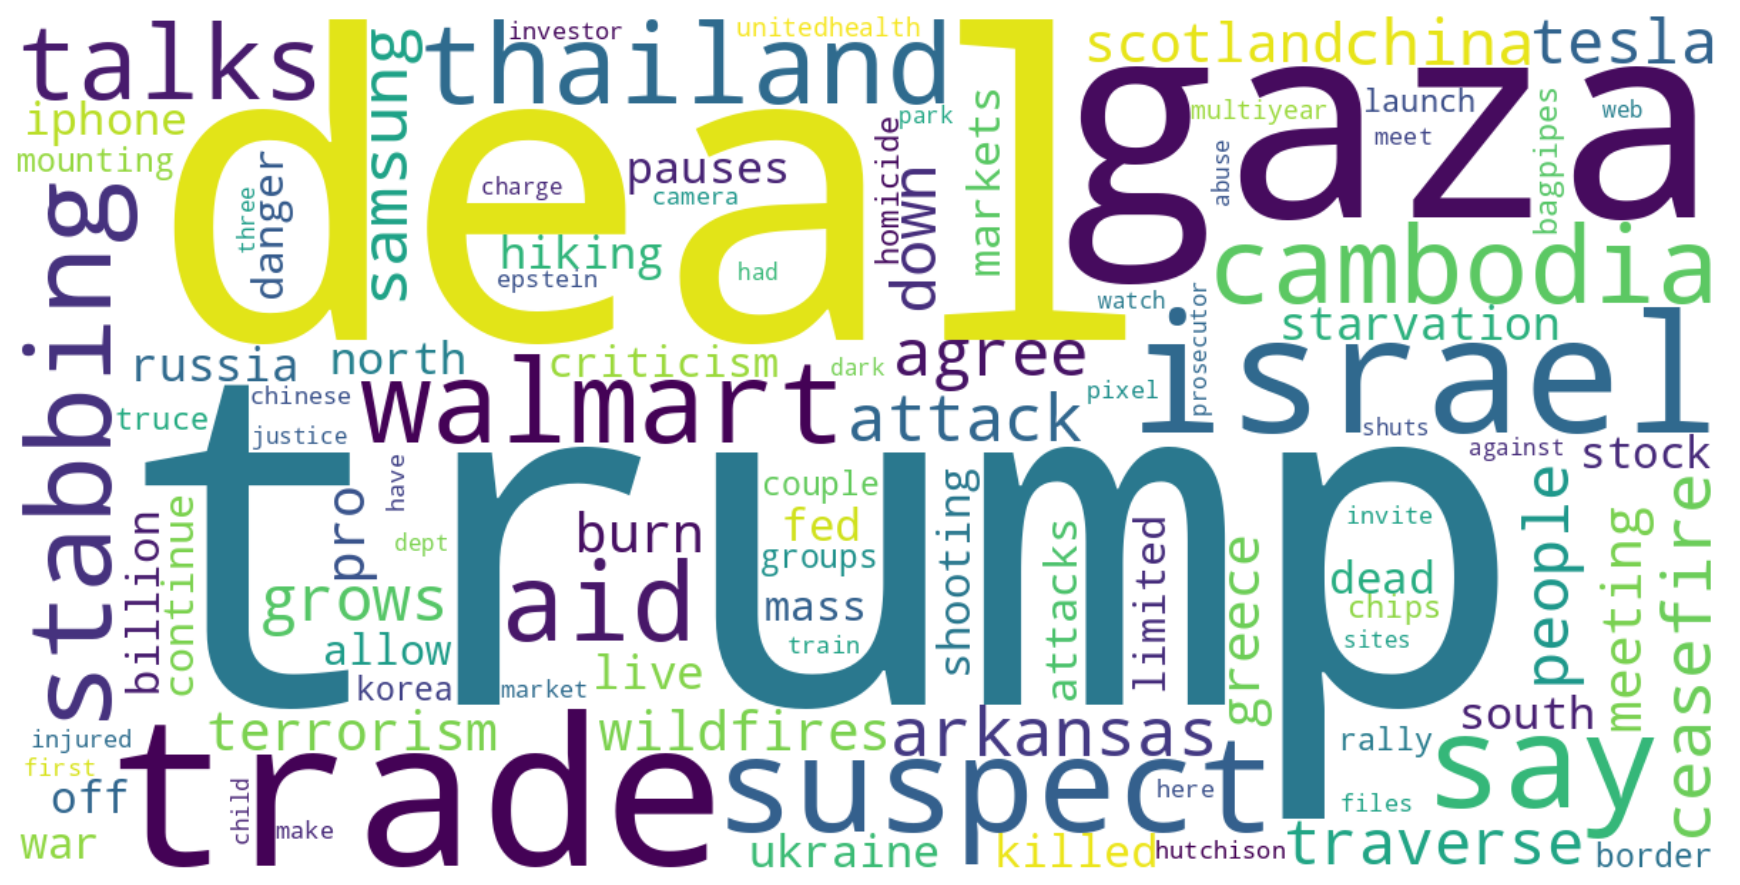 talks
deal
samsung
thailand
investor
unitedhealth
scotland
china
tesla
iphone
mounting
gaza
multiyear
launch
meet
web
bagpipes
park
markets
homicide
down
pauses
charge
camera
three
danger
hiking
epstein
had
abuse
cambodia
stabbing
watch
starvation
prosecutor
israel
russia
north
criticism
dark
agree
walmart
attack
pixel
chinese
truce
justice
shuts
against
stock
trump
have
pro
couple
fed
groups
mass
train
burn
aid
dept
grows
allow
korea
market
live
billion
continue
shooting
attacks
limited
greece
invite
dead
chips
sites
people
meeting
ceasefire
injured
first
off
war
terrorism
wildfires
arkansas
south
rally
say
trade
suspect
here
files
child
make
ukraine
killed
hutchison
traverse
border